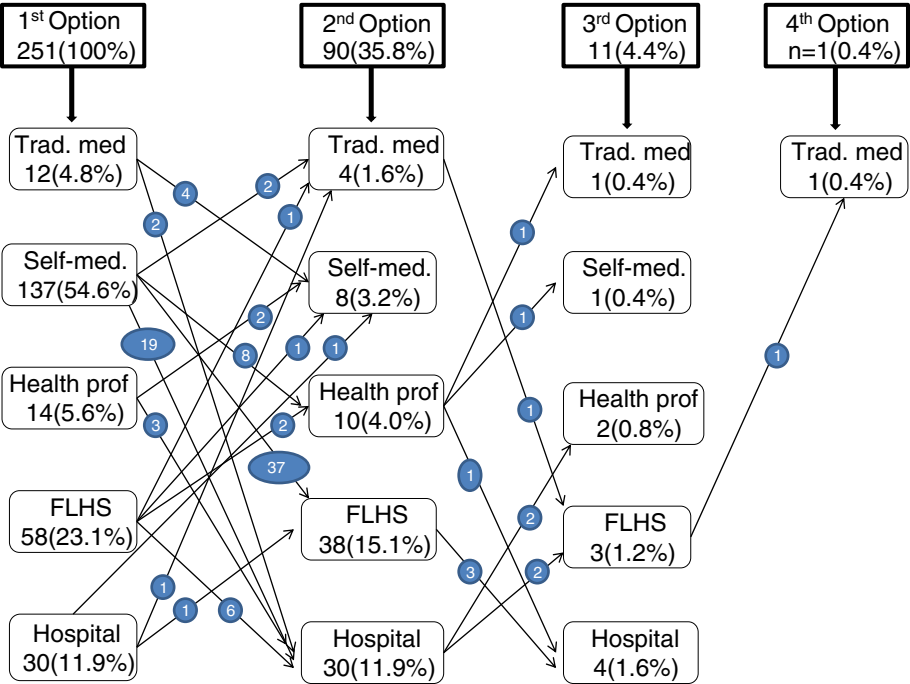 1st Option
251(100%)
2nd Option
90(35.8%)
3rd Option
11(4.4%)
4th Option
n=1(0.4%)
Trad. med
12(4.8%)
Self-med.
137(54.6%)
Health prof
14(5.6%)
FLHS
58(23.1%)
Hospital
30(11.9%)
4
2
19
3
1
1
6
2
1
2
8
1
1
2
37
Trad. med
4(1.6%)
Self-med.
8(3.2%)
Health prof
10(4.0%)
FLHS
38(15.1%)
Hospital
30(11.9%)
1
1
1
1
2
3
2
Trad. med
1(0.4%)
Self-med.
1(0.4%)
Health prof
2(0.8%)
FLHS
3(1.2%)
Hospital
4(1.6%)
1
Trad. med
1(0.4%)